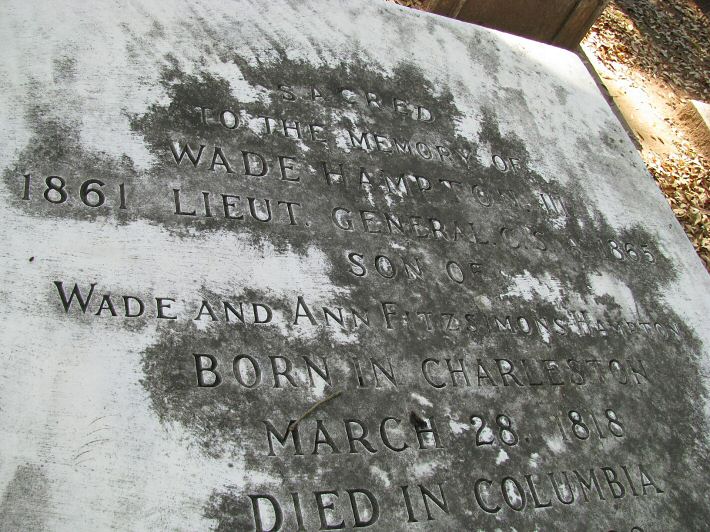 SACRED
TO THE MEMORY OF
WADE HAMPTON, III
1861 LIEUT. GENERAL. C. S. A. 1865
SON OF
WADE AND ANN FITZSIMONS HAMPTON
BORN IN CHARLESTON
MARCH 28. 1818
DIED IN COLUMBIA